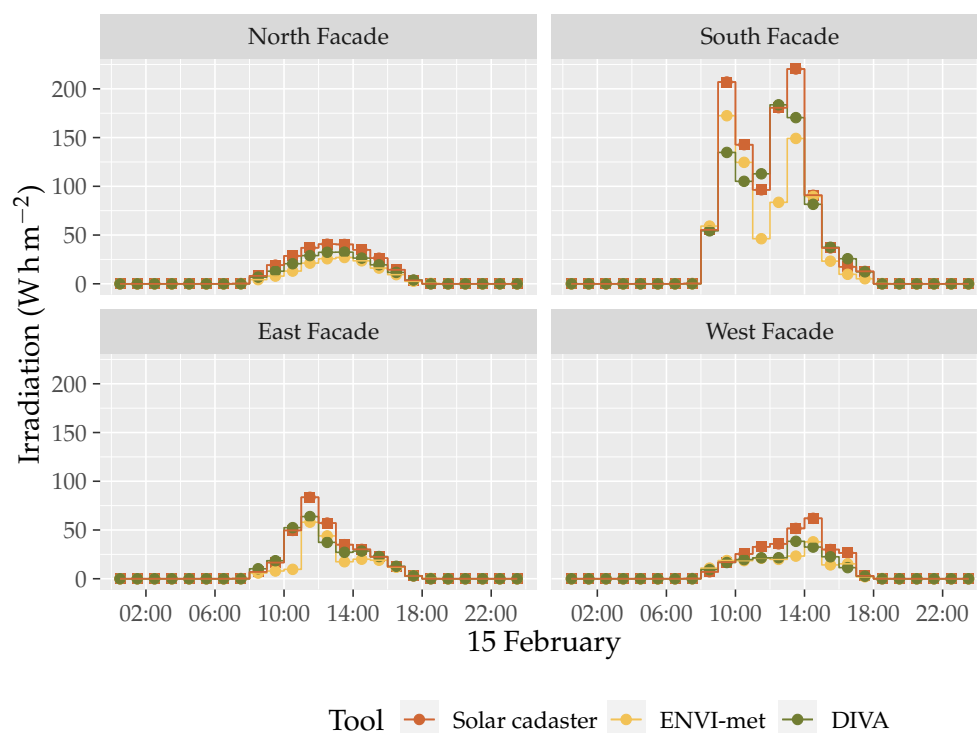 North Facade
South Facade
200
150
100
50
0
East Facade
West Facade
200
150
100
50
0
Irradiation (W h m−2)
02:00 06:00 10:00 14:00 18:00 22:00
02:00 06:00 10:00 14:00 18:00 22:00
15 February
Tool Solar cadaster ENVI-met DIVA